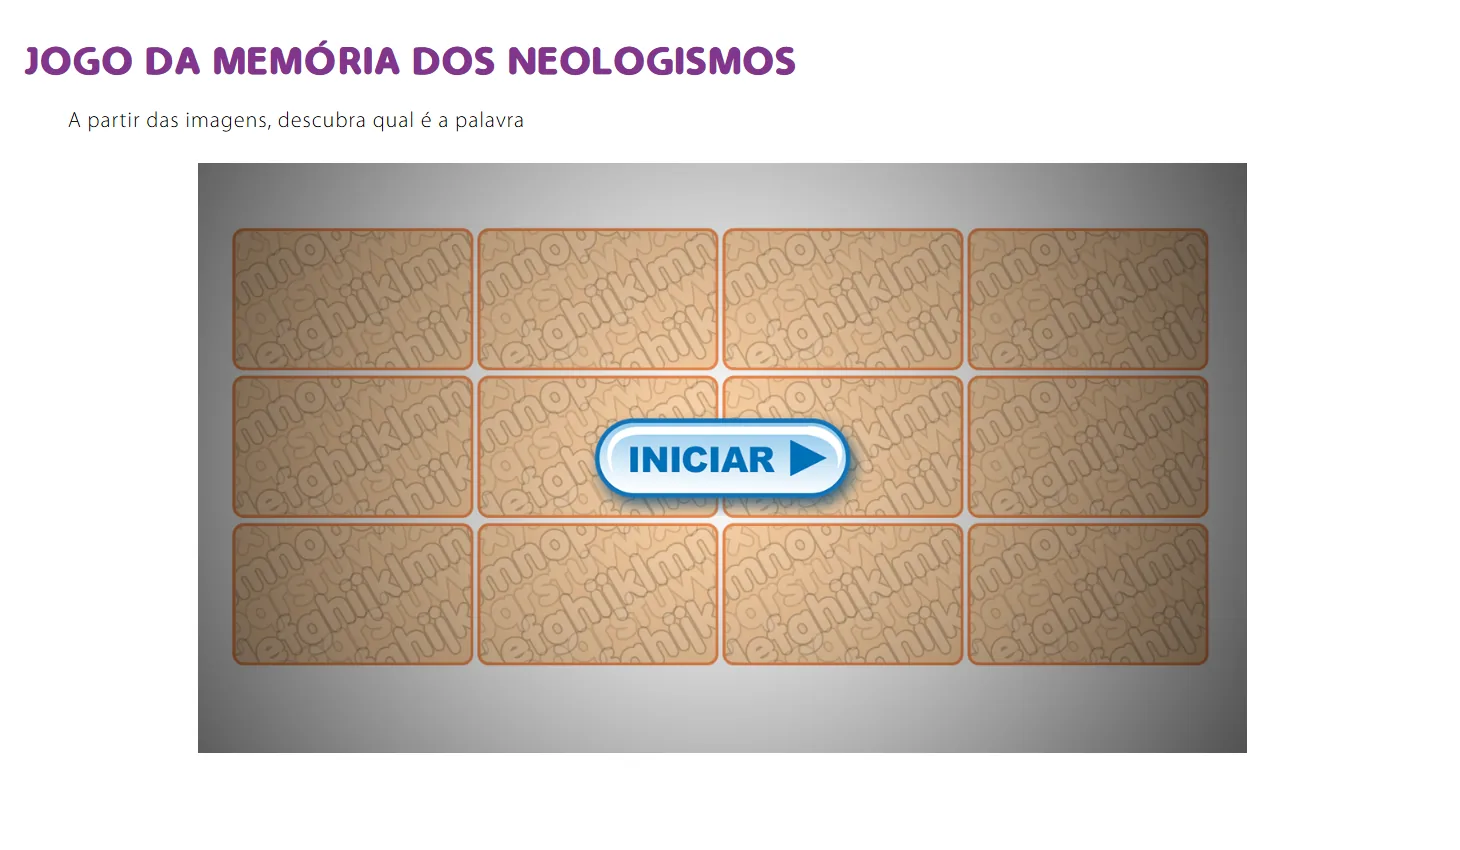 JOGO DA MEMÓRIA DOS NEOLOGISMOS
A partir das imagens, descubra qual é a palavra
INICIAR